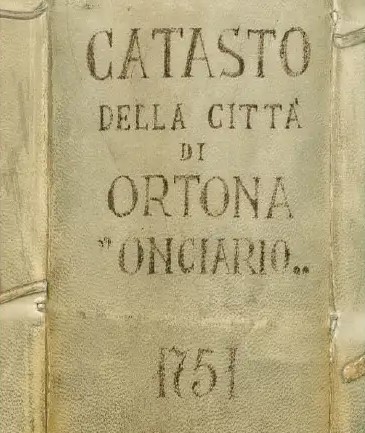 CATASTO
DELLA CITTÀ
DI
ORTONA
"ONCIARIO..
1751